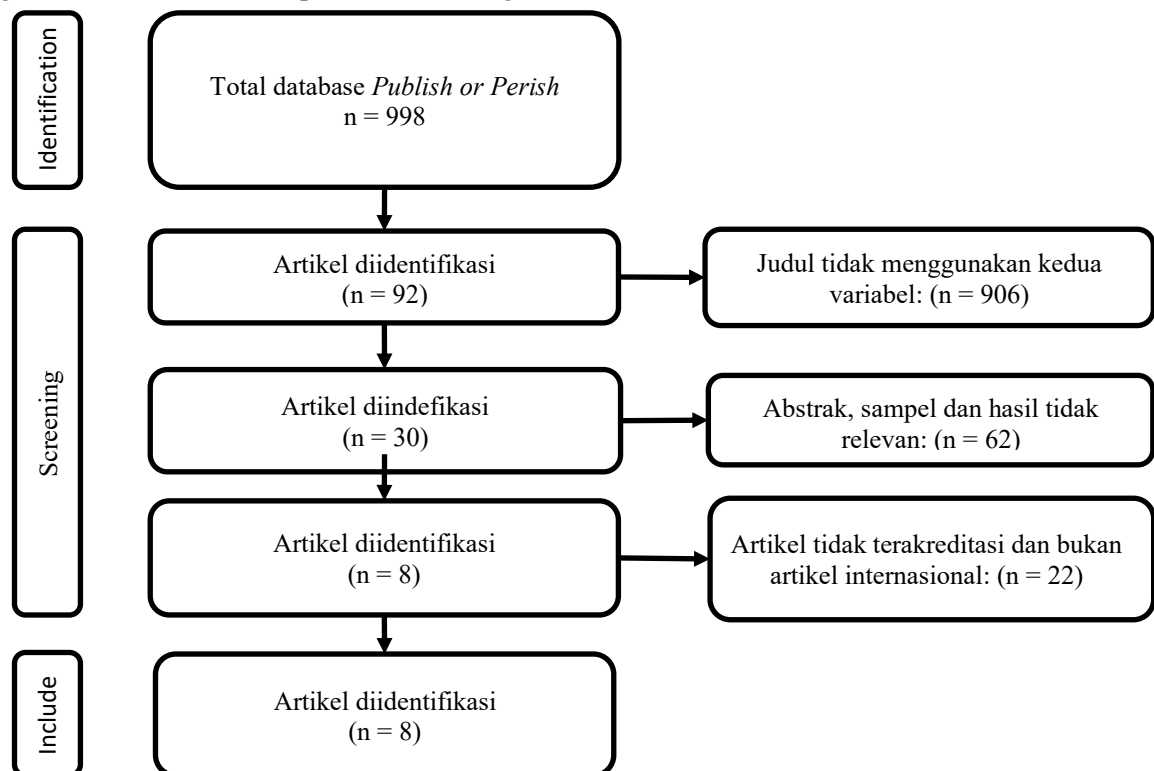 Identification
Total database Publish or Perish
n = 998
Screening
Artikel diidentifikasi
(n = 92)
Judul tidak menggunakan kedua
variabel: (n = 906)
Artikel diindefikasi
(n = 30)
Abstrak, sampel dan hasil tidak
relevan: (n = 62)
Artikel diidentifikasi
(n = 8)
Artikel tidak terakreditasi dan bukan
artikel internasional: (n = 22)
Include
Artikel diidentifikasi
(n = 8)